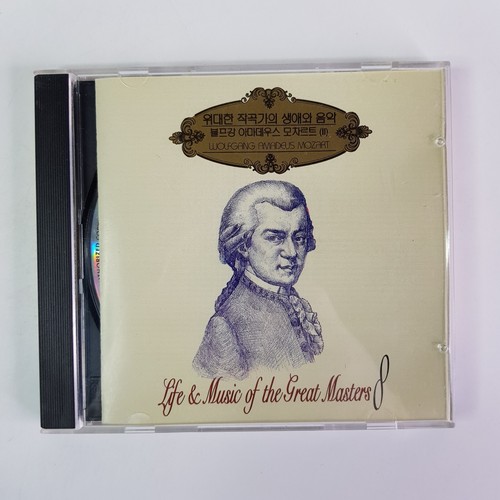 위대한 작곡가의 생애와 음악
볼프강 아마데우스 모차르트 (Ⅲ)
WOLFGANG AMADEUS MOZART
Life & Music of the Great Masters 8